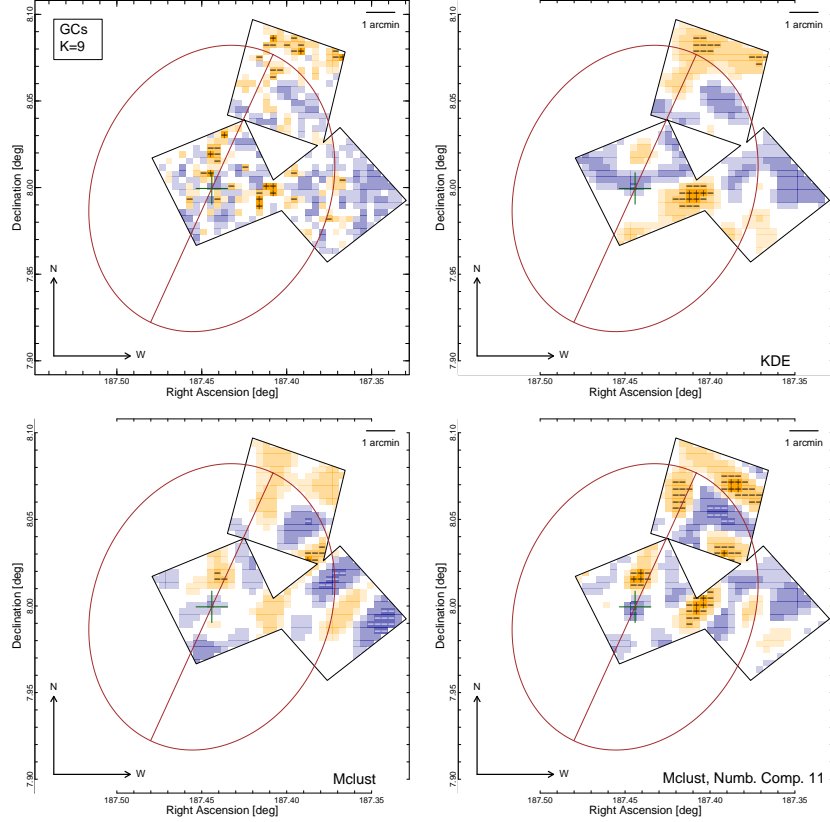 GCs
K=9
1 arcmin
8.10
8.05
8.00
7.95
7.90
Declination [deg]
N
W
187.50
187.45
187.40
187.35
Right Ascension [deg]
1 arcmin
8.10
8.05
8.00
7.95
7.90
Declination [deg]
N
W
KDE
187.50
187.45
187.40
187.35
Right Ascension [deg]
1 arcmin
8.10
8.05
8.00
7.95
7.90
Declination [deg]
N
W
Mclust
187.50
187.45
187.40
187.35
Right Ascension [deg]
1 arcmin
8.10
8.05
8.00
7.95
7.90
Declination [deg]
N
W
Mclust, Numb. Comp. 11
187.50
187.45
187.40
187.35
Right Ascension [deg]